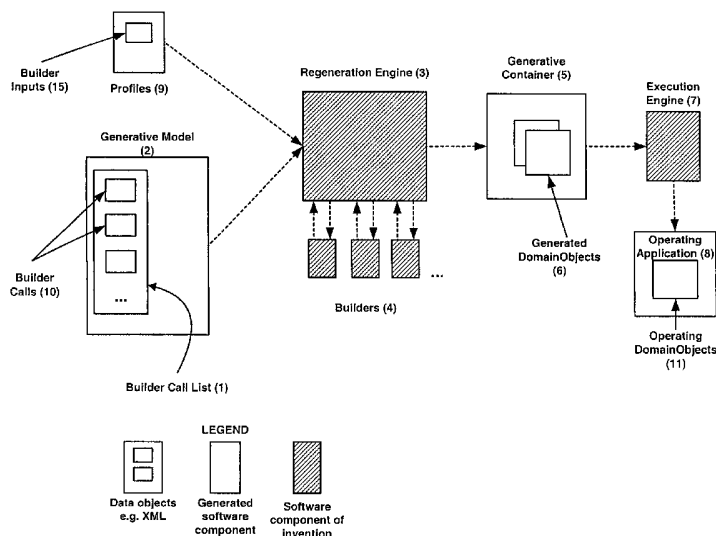 Builder
Inputs (15)
Profiles (9)
Generative Model
(2)
Builder
Calls (10)
...
Builder Call List (1)
Regeneration Engine (3)
...
Builders (4)
Generative
Container
(5)
Generated
DomainObjects
(6)
Execution
Engine (7)
Operating
Application (8)
Operating
DomainObjects
(11)
LEGEND
Data objects
e.g. XML
Generated
software
component
Software
component of
invention